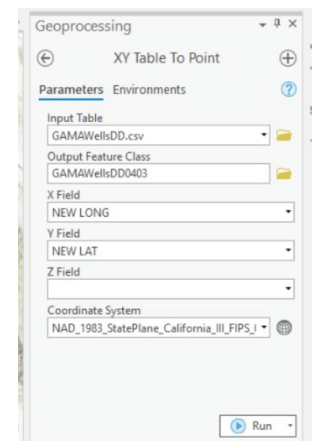 Geoprocessing
XY Table To Point
Parameters Environments
Input Table
GAMAWellsDD.csv
Output Feature Class
GAMAWellsDD0403
X Field
NEW LONG
Y Field
NEW LAT
Z Field
Coordinate System
NAD_1983_StatePlane_California_III_FIPS_
Run